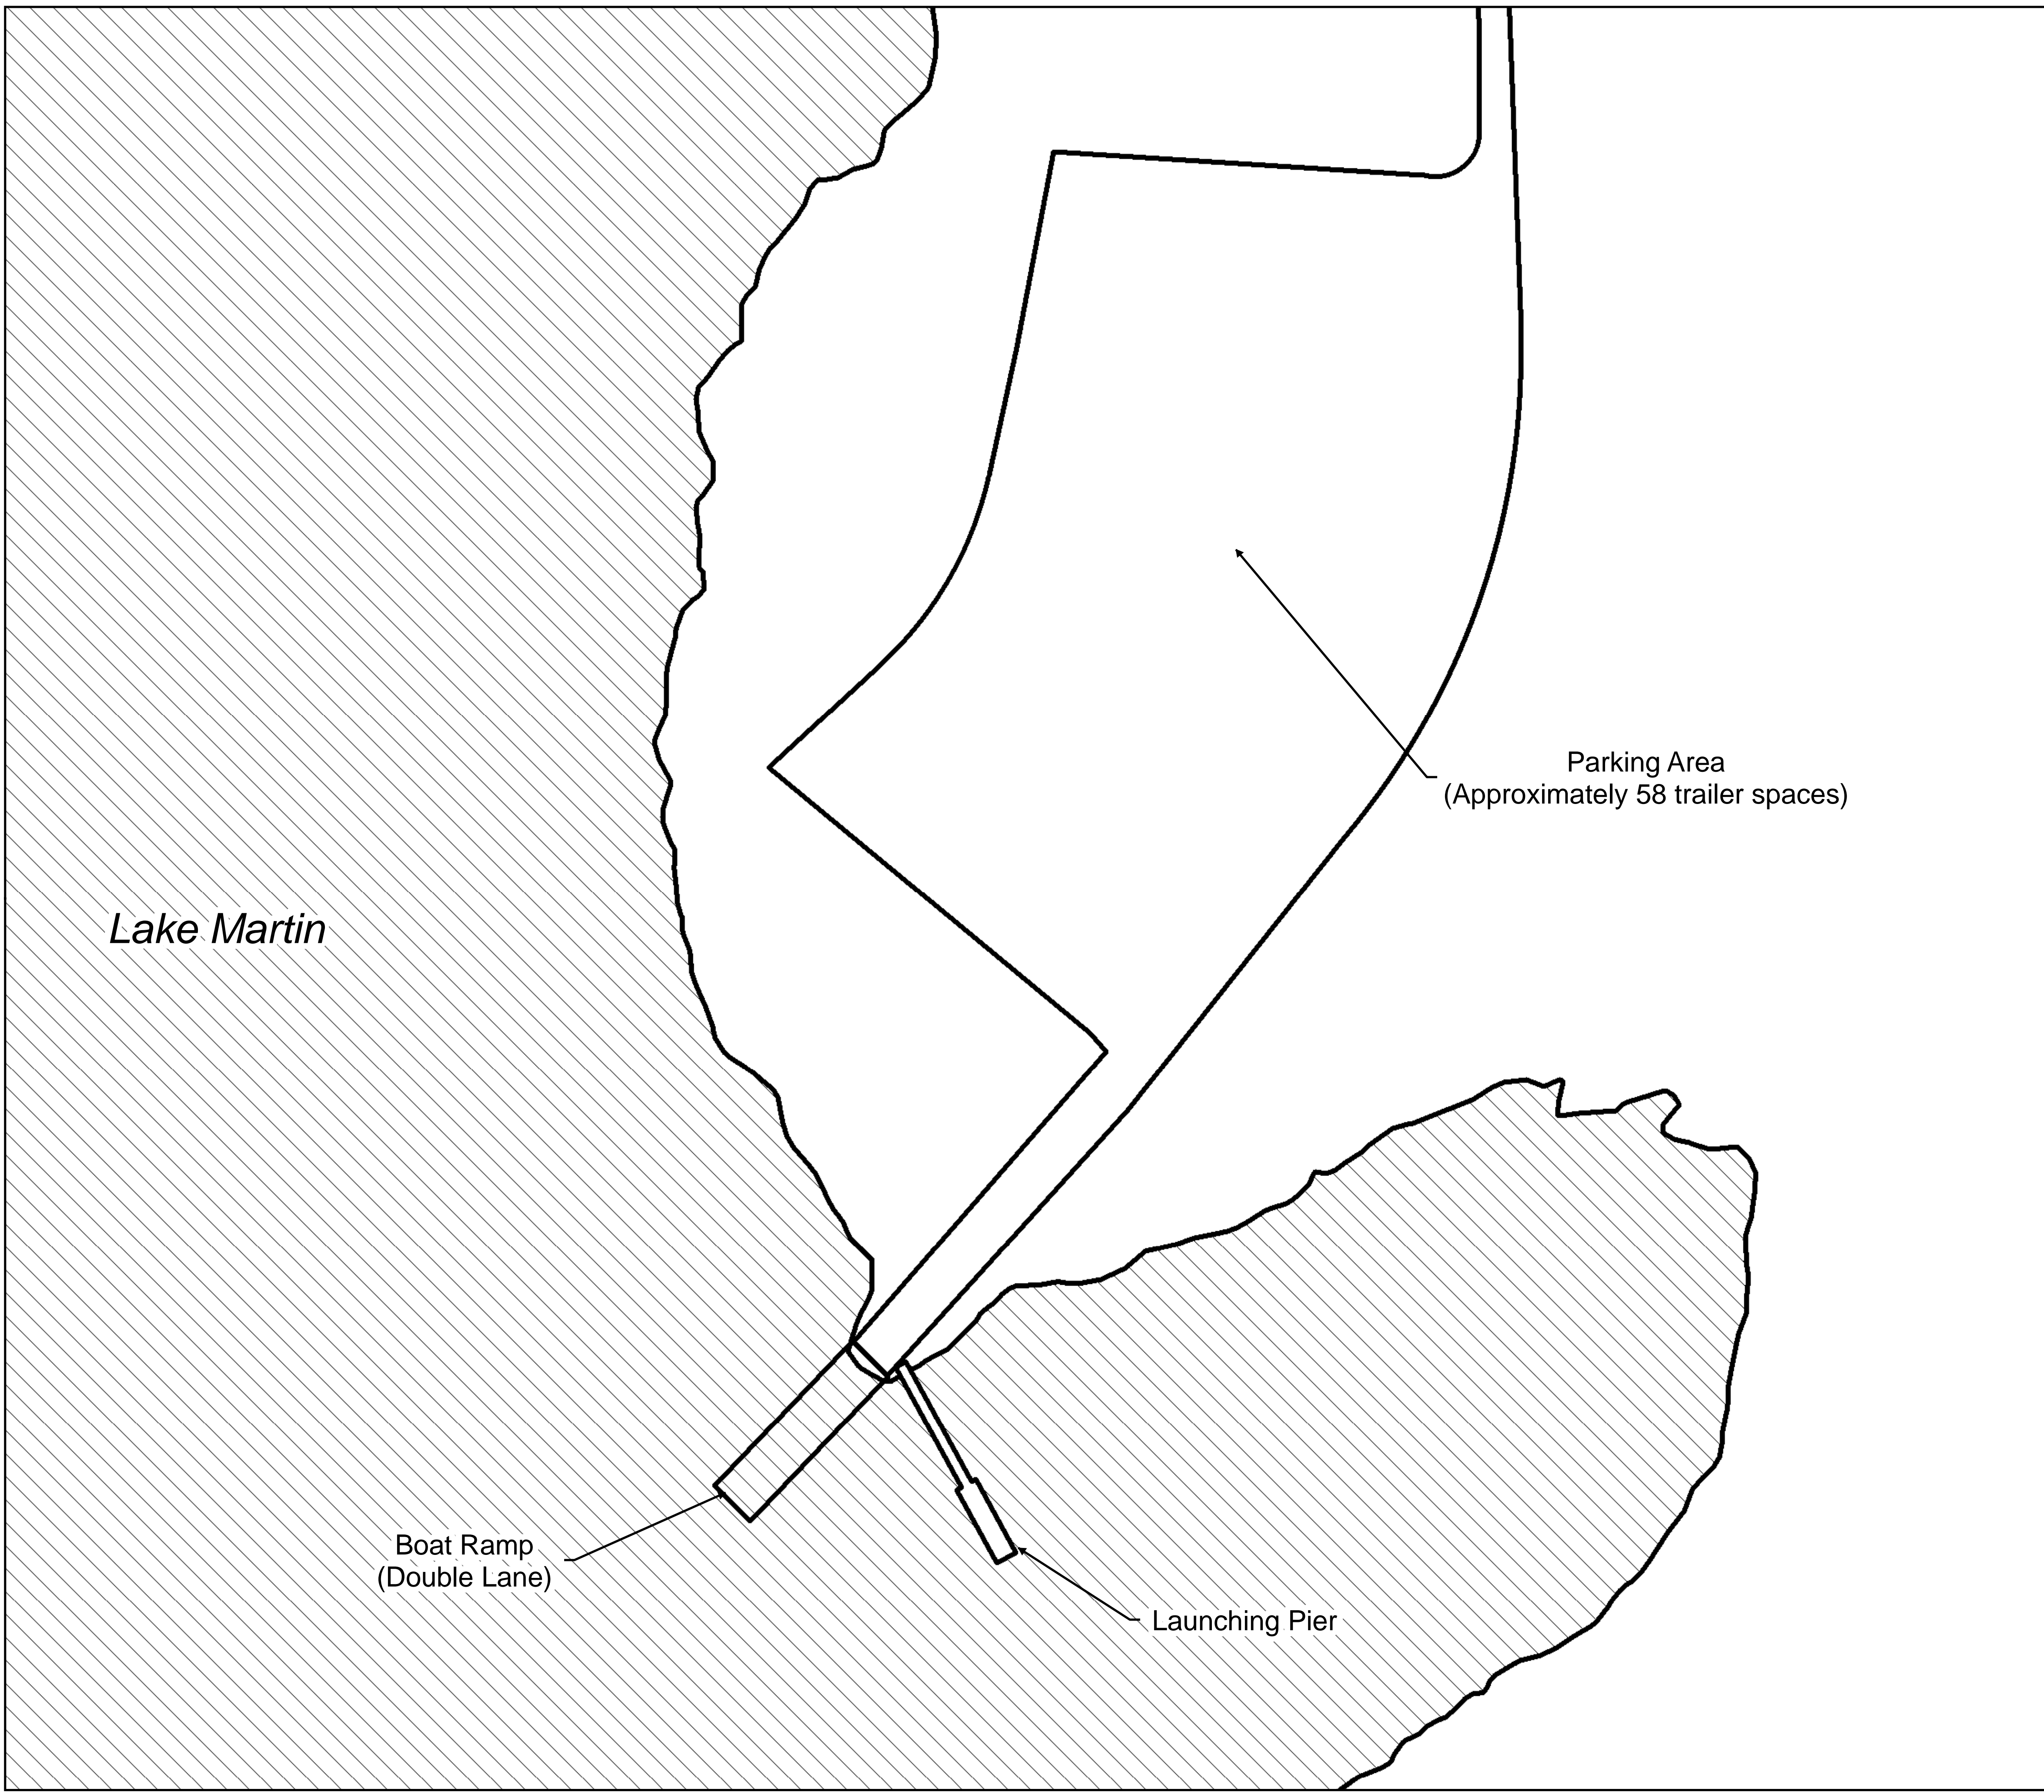 Parking Area
(Approximately 58 trailer spaces)
Lake Martin
Boat Ramp
(Double Lane)
Launching Pier